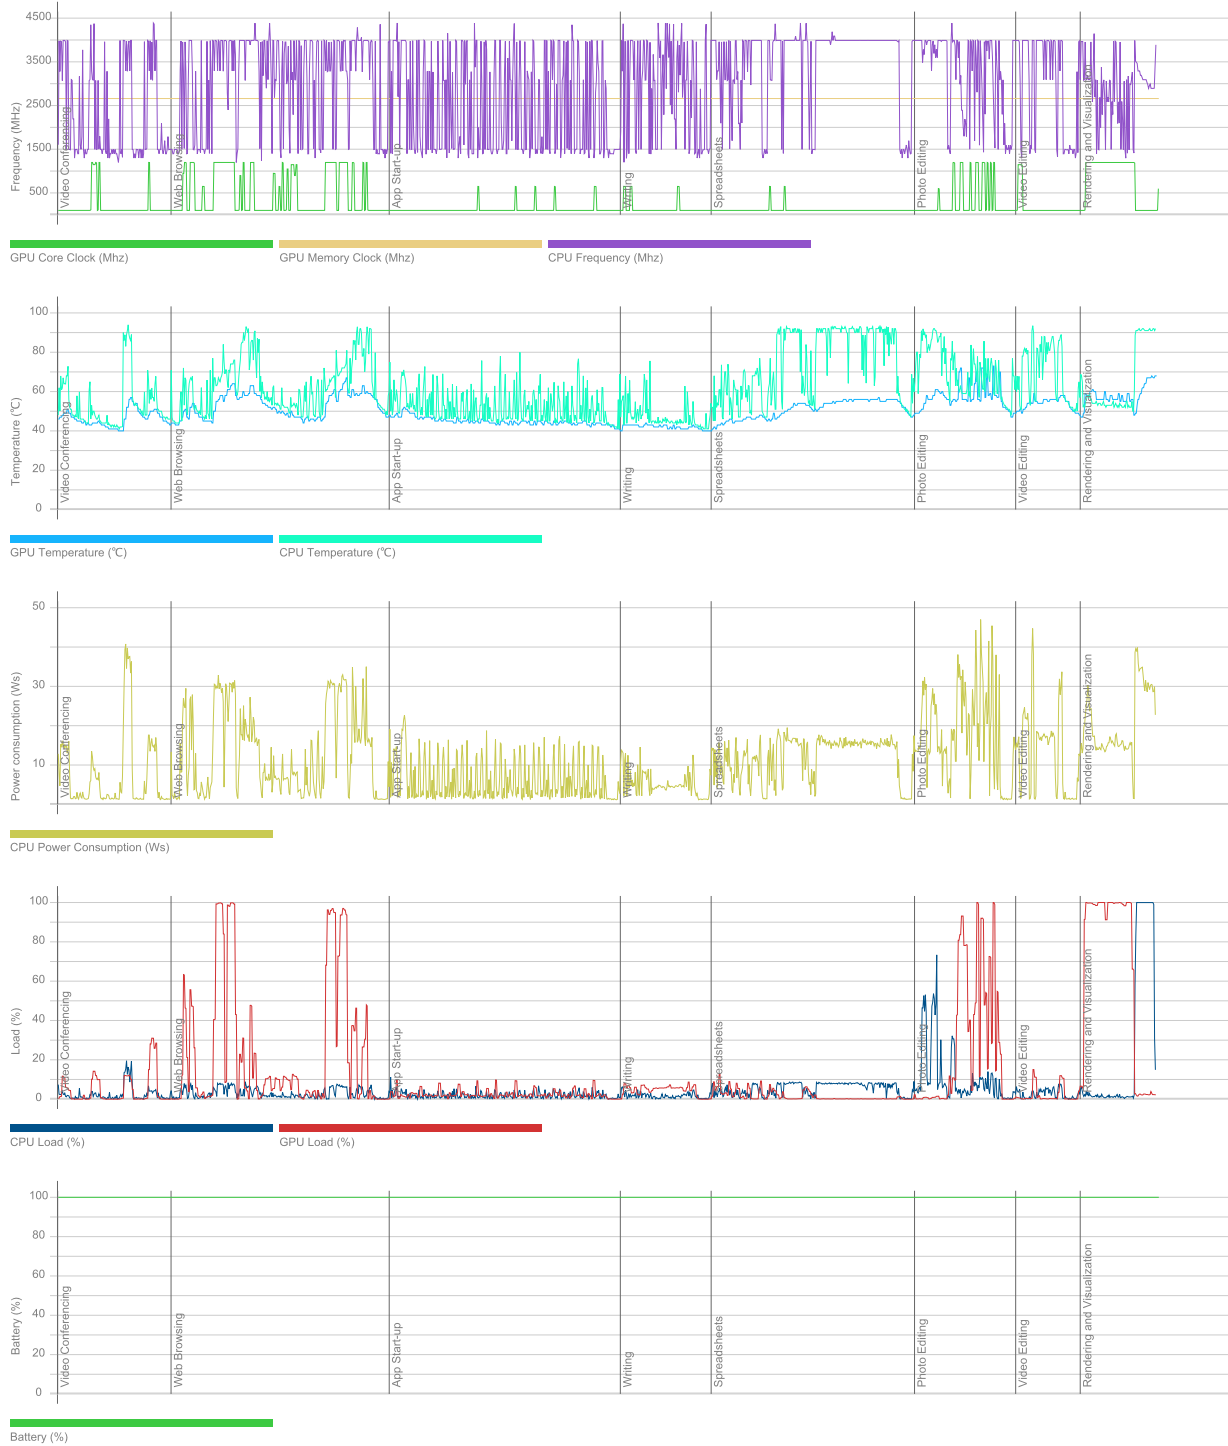 4500
3500
2500
1500
500
Frequency (MHz)
Video Conferencing
Web Browsing
App Start-up
Writing
Spreadsheets
Photo Editing
Video Editing
Rendering and Visualization
GPU Core Clock (Mhz)
GPU Memory Clock (Mhz)
CPU Frequency (Mhz)
100
80
60
40
20
0
Temperature (℃)
Video Conferencing
Web Browsing
App Start-up
Writing
Spreadsheets
Photo Editing
Video Editing
Rendering and Visualization
GPU Temperature (℃)
CPU Temperature (℃)
50
30
10
Power consumption (Ws)
Video Conferencing
Web Browsing
App Start-up
Writing
Spreadsheets
Photo Editing
Video Editing
Rendering and Visualization
CPU Power Consumption (Ws)
100
80
60
40
20
0
Load (%)
Video Conferencing
Web Browsing
App Start-up
Writing
Spreadsheets
Photo Editing
Video Editing
Rendering and Visualization
CPU Load (%)
GPU Load (%)
100
80
60
40
20
0
Battery (%)
Video Conferencing
Web Browsing
App Start-up
Writing
Spreadsheets
Photo Editing
Video Editing
Rendering and Visualization
Battery (%)